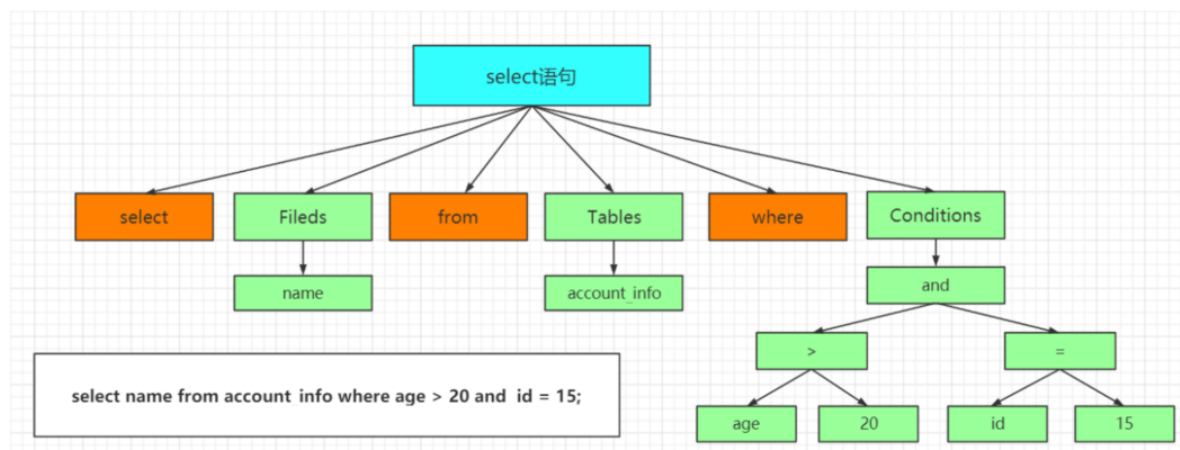 select语句
select
Fileds
from
Tables
where
Conditions
name
account_info
and
>
=
age
20
id
15
select name from account info where age > 20 and id = 15;